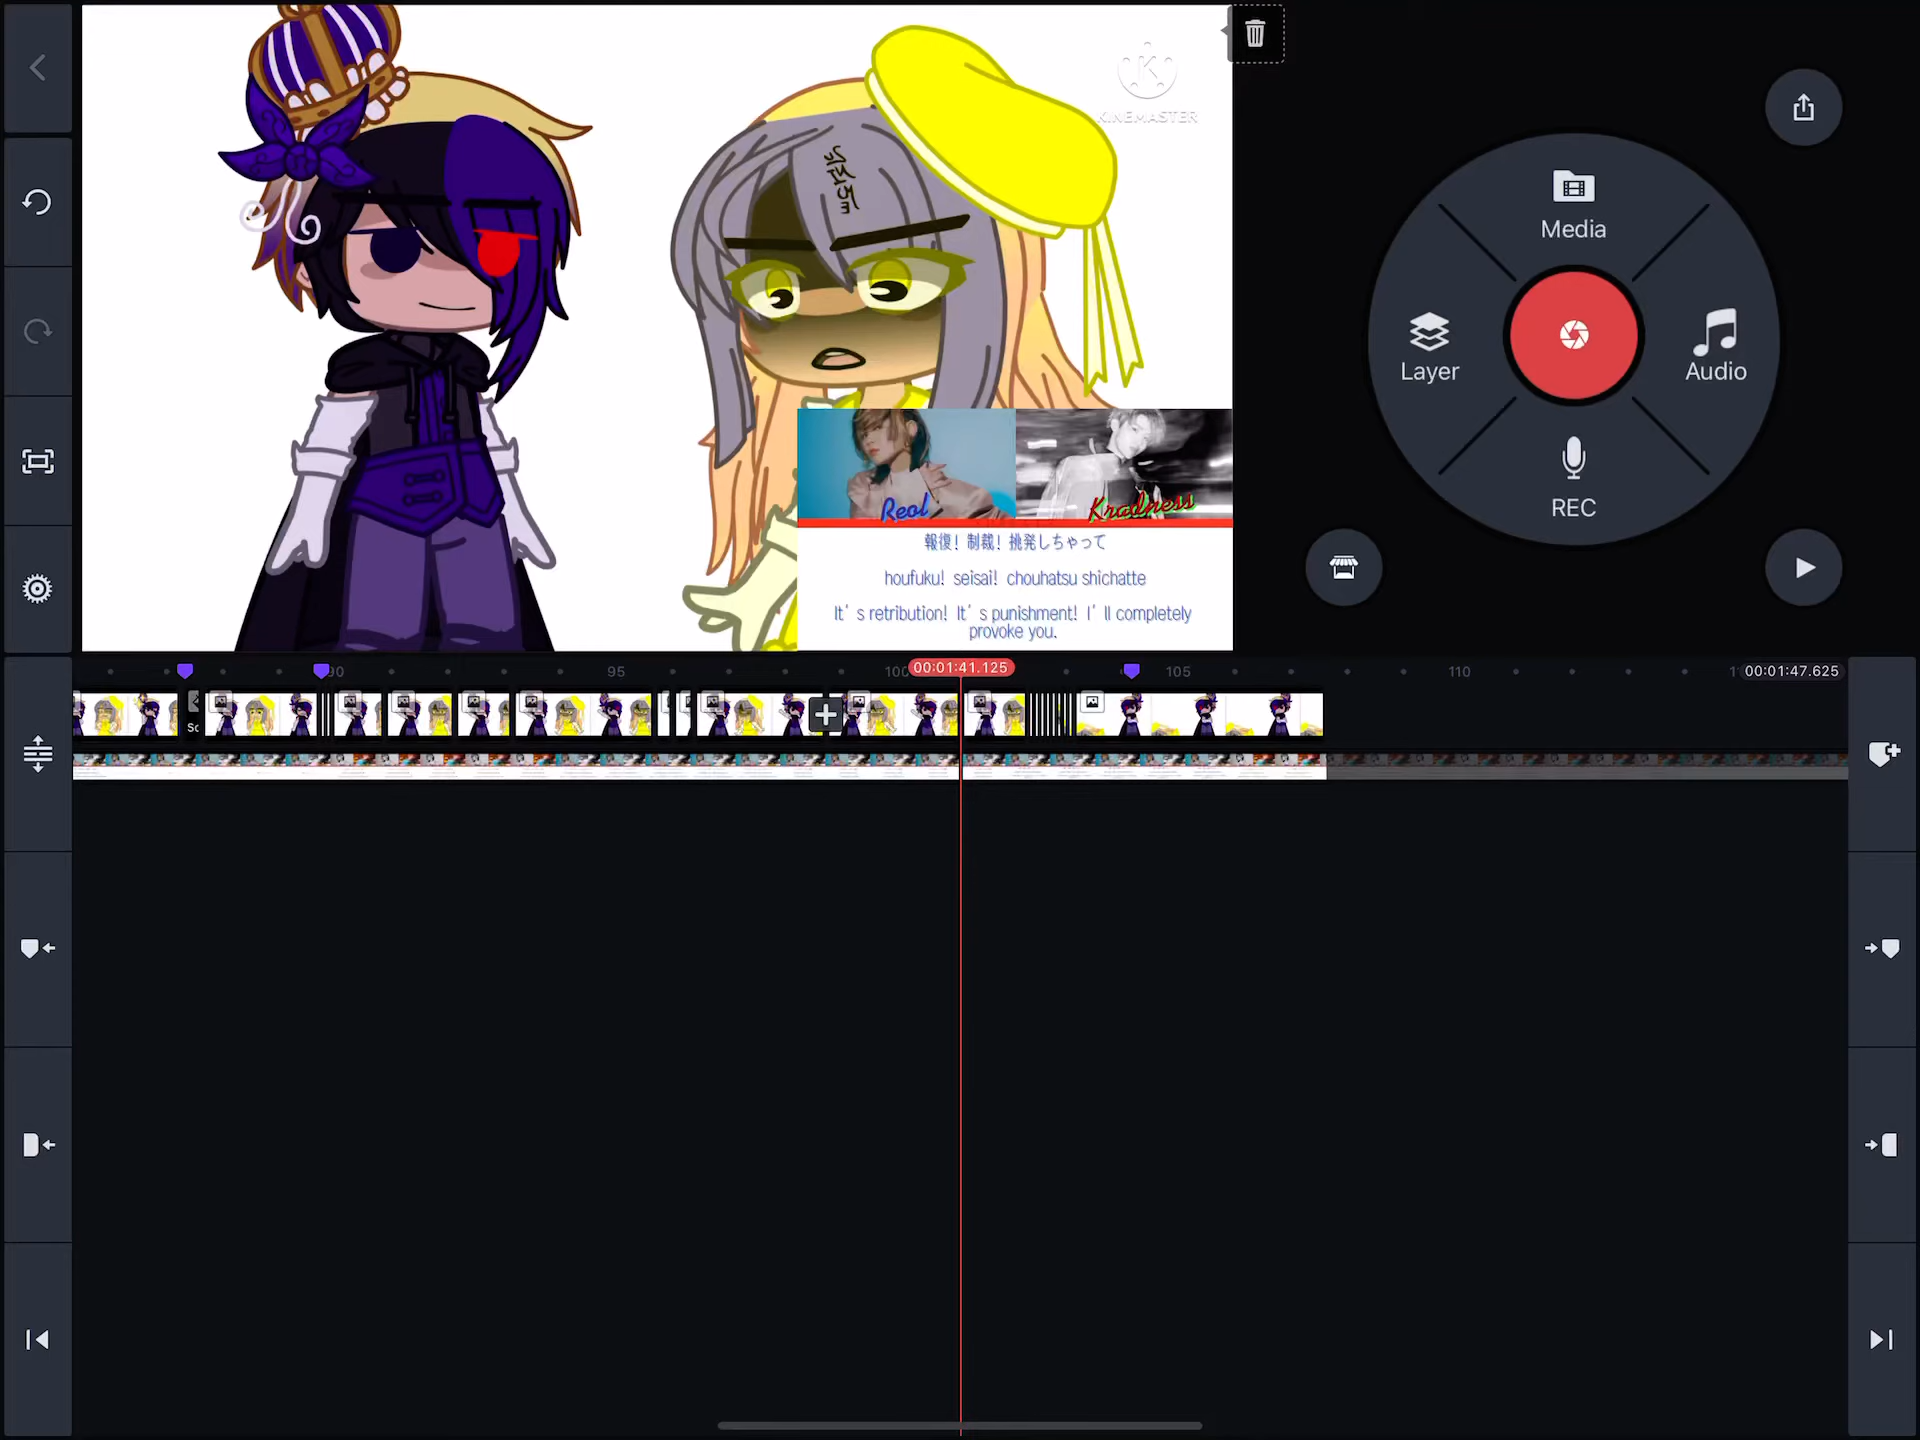 KINEMASTER
Media
Layer
Audio
REC
Reol
Kradness
報復！制裁！挑発しちゃって
houfuku! seisai! chouhatsu shichatte
It's retribution! It's punishment! I'll completely
provoke you.
90
95
100
00:01:41.125
105
110
00:01:47.625